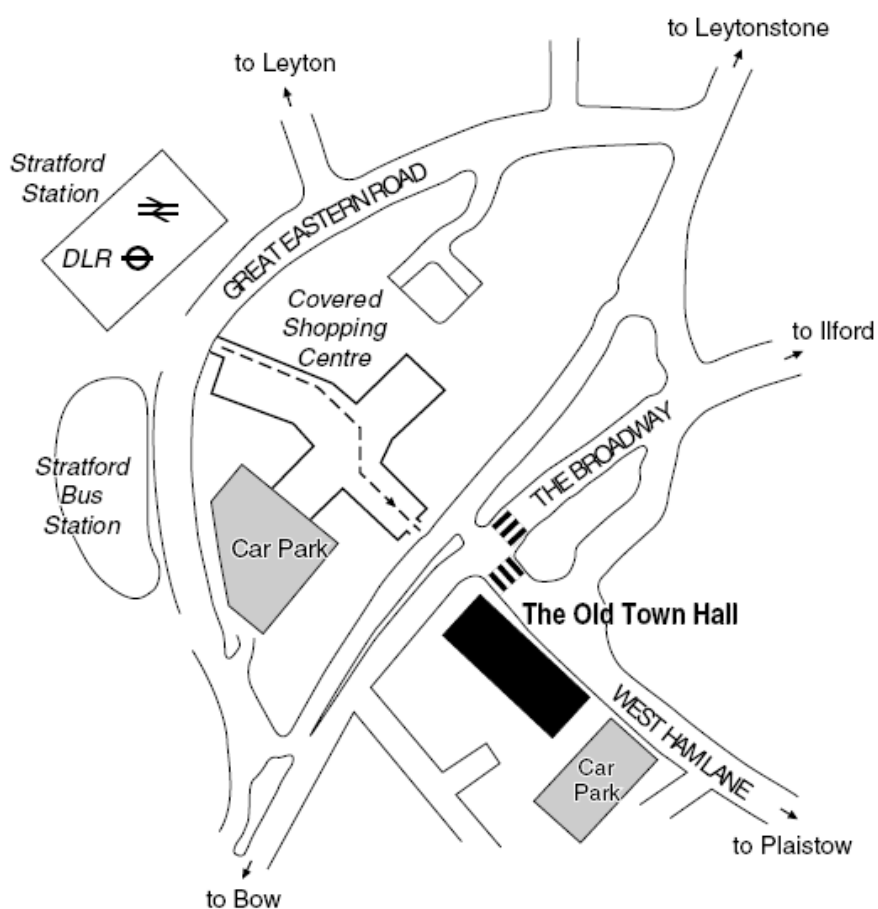 to Leytonstone
to Leyton
Stratford
Station
DLR
GREAT EASTERN ROAD
Covered
Shopping
Centre
to Ilford
THE BROADWAY
Stratford
Bus
Station
Car Park
The Old Town Hall
WEST HAM LANE
Car
Park
to Plaistow
to Bow